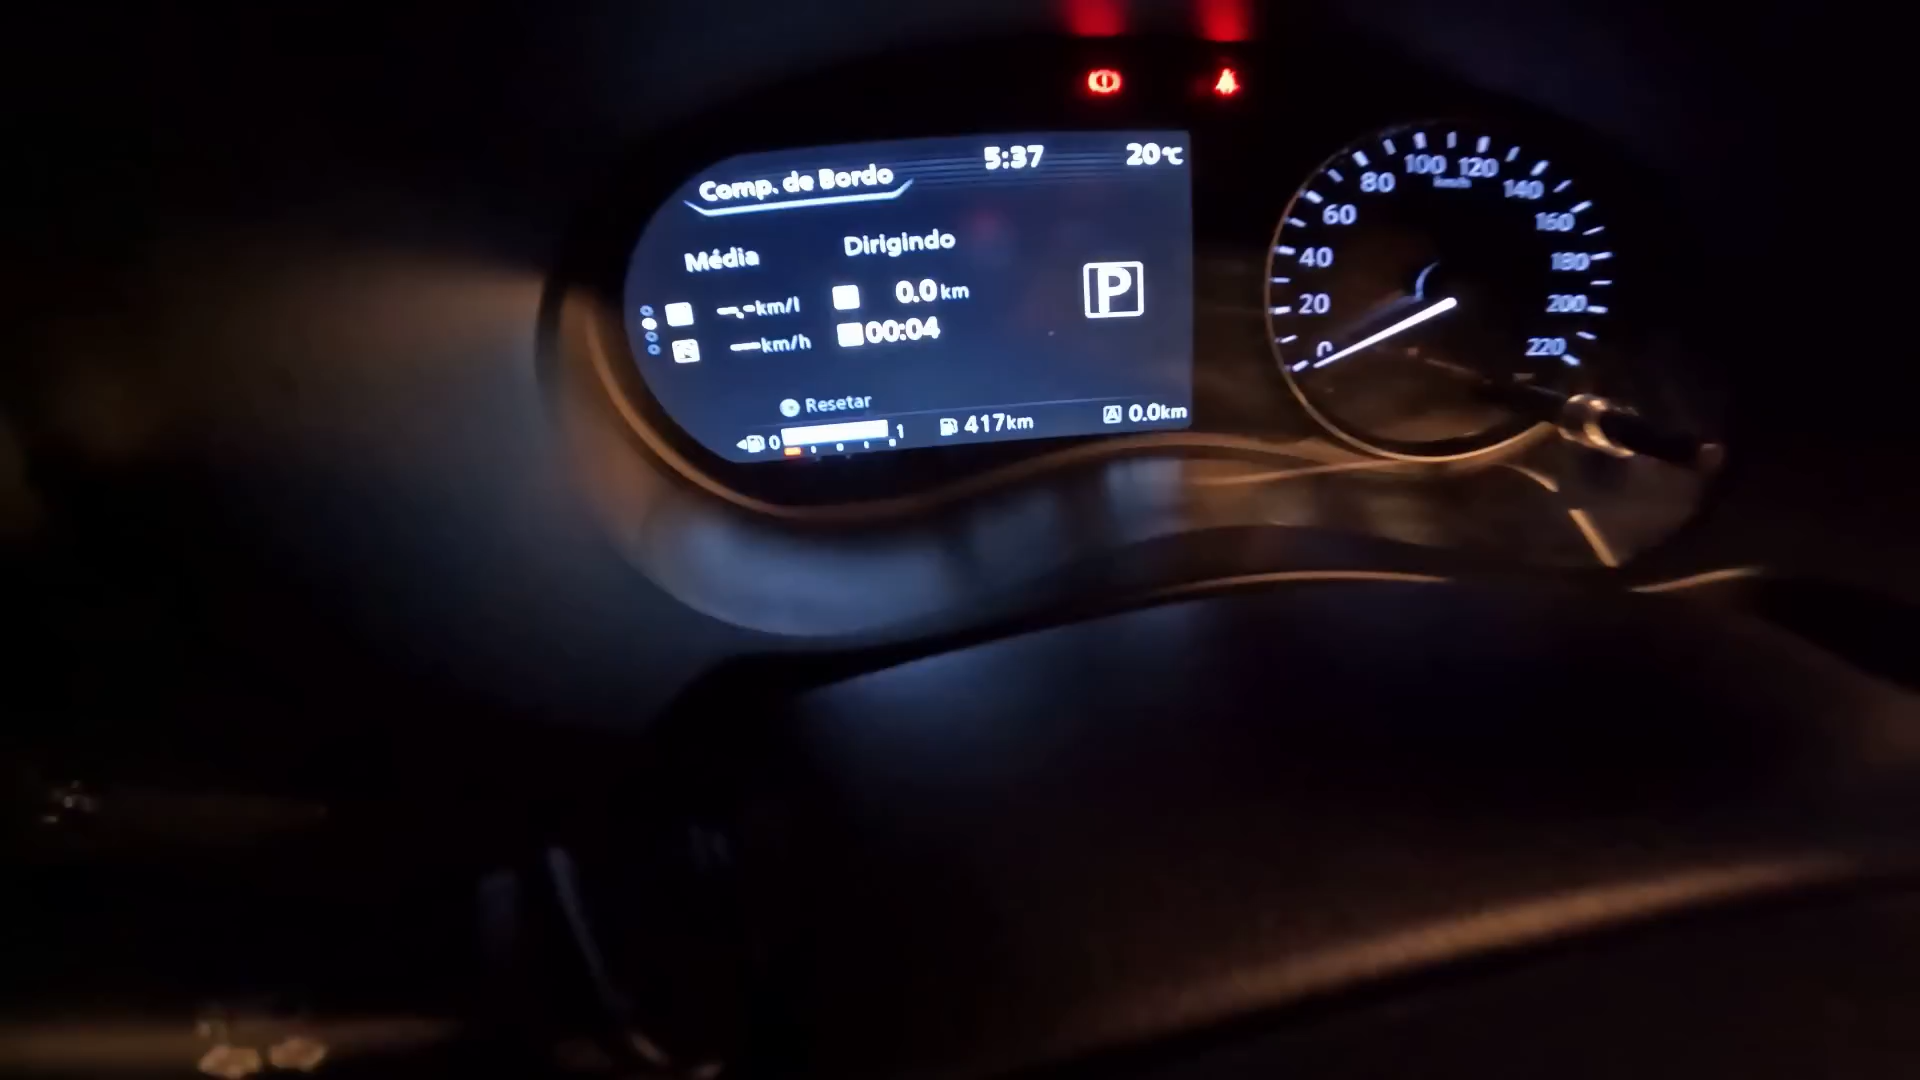 5:37 20℃
Comp. de Bordo
Média Dirigindo
--.-km/l 0.0 km
---km/h 00:04
P
Resetar
0 1 417km A 0.0km
0 20 40 60 80 100 120 140 160 180 200 220
km/h